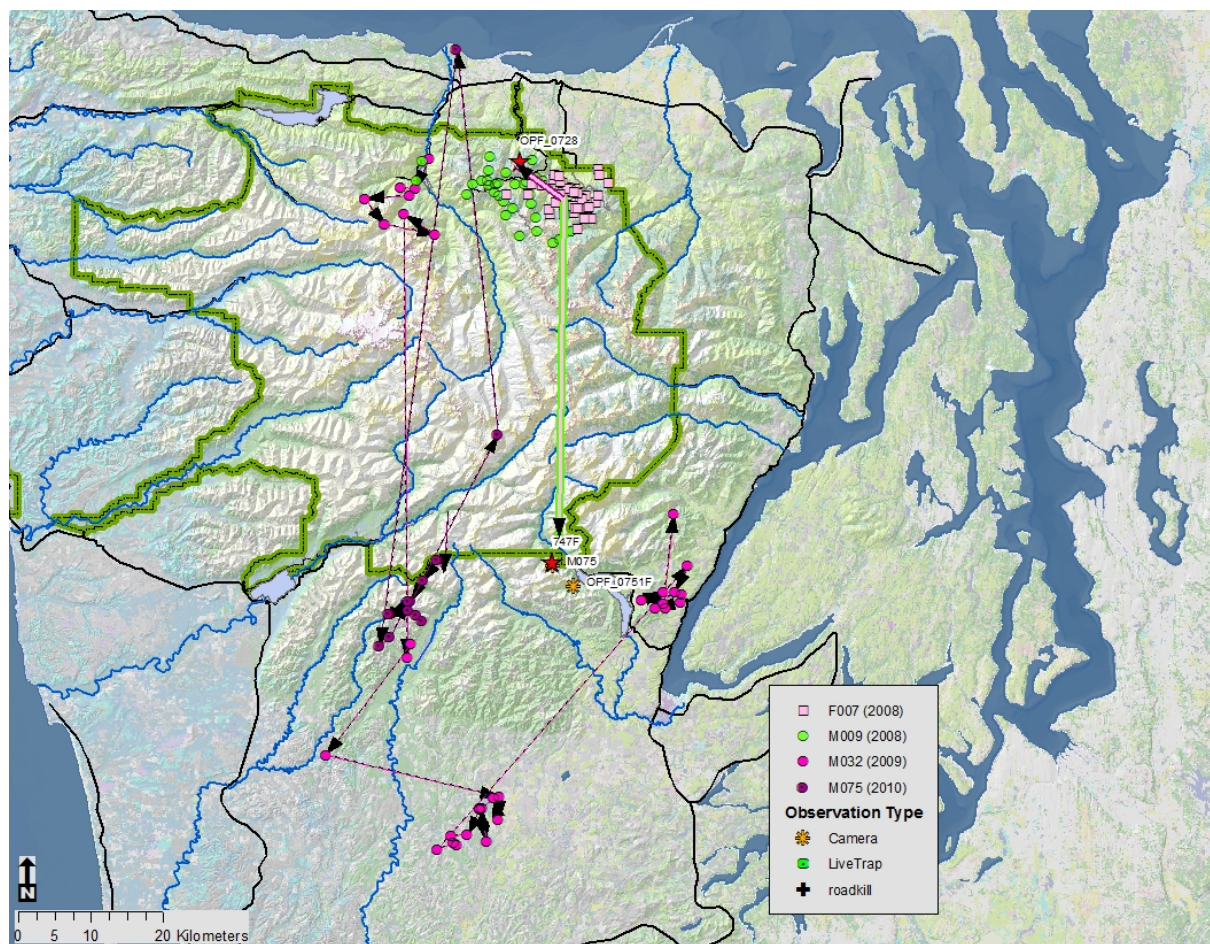 OPF_0728
747F
M075
OPF_0751F
F007 (2008)
M009 (2008)
M032 (2009)
M075 (2010)
Observation Type
Camera
LiveTrap
roadkill
N
0 5 10 20 Kilometers